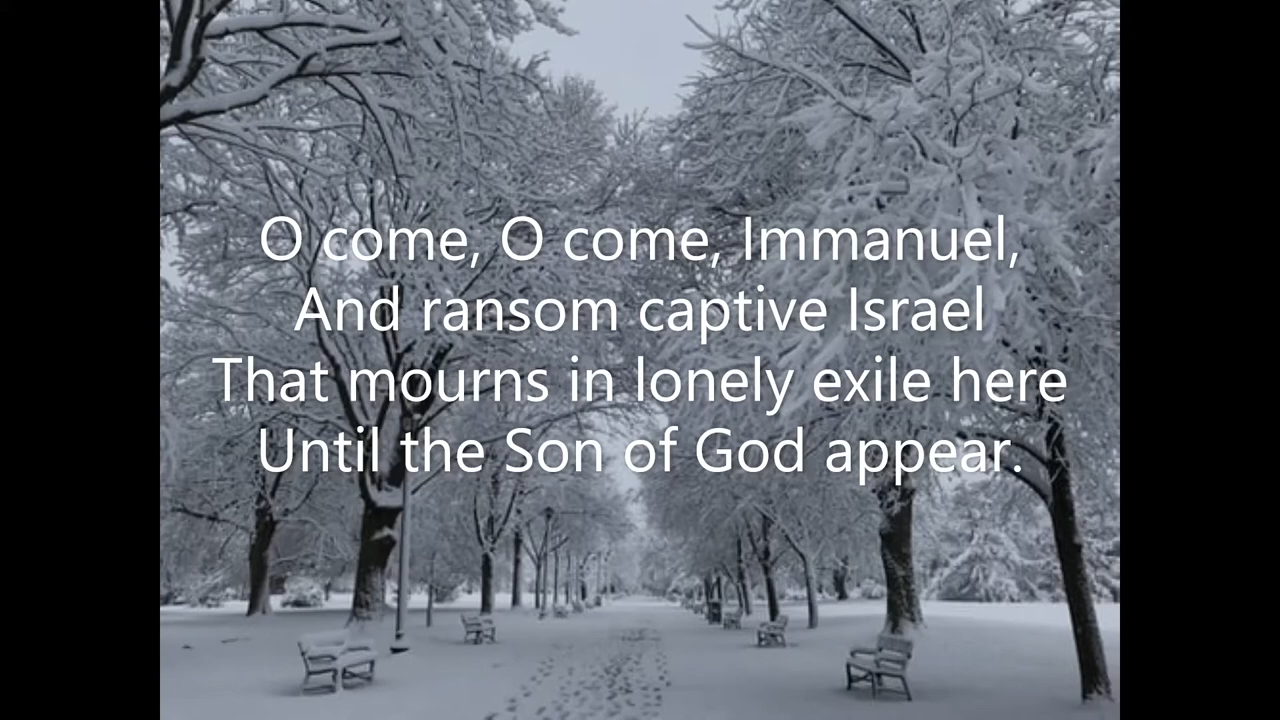 O come, O come, Immanuel,
And ransom captive Israel
That mourns in lonely exile here
Until the Son of God appear.